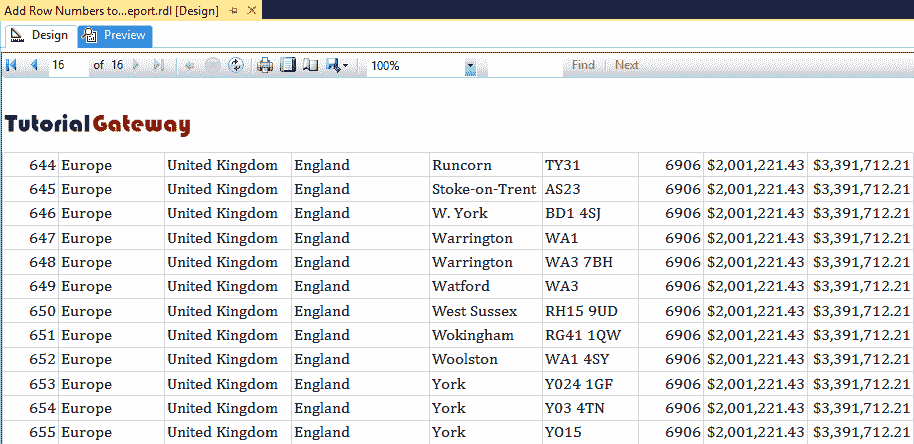 Add Row Numbers to...eport.rdl [Design]
Design Preview
16 of 16 100% Find | Next
Tutorial Gateway
644 Europe United Kingdom England Runcorn TY31 6906 $2,001,221.43 $3,391,712.21
645 Europe United Kingdom England Stoke-on-Trent AS23 6906 $2,001,221.43 $3,391,712.21
646 Europe United Kingdom England W. York BD1 4SJ 6906 $2,001,221.43 $3,391,712.21
647 Europe United Kingdom England Warrington WA1 6906 $2,001,221.43 $3,391,712.21
648 Europe United Kingdom England Warrington WA3 7BH 6906 $2,001,221.43 $3,391,712.21
649 Europe United Kingdom England Watford WA3 6906 $2,001,221.43 $3,391,712.21
650 Europe United Kingdom England West Sussex RH15 9UD 6906 $2,001,221.43 $3,391,712.21
651 Europe United Kingdom England Wokingham RG41 1QW 6906 $2,001,221.43 $3,391,712.21
652 Europe United Kingdom England Woolston WA1 4SY 6906 $2,001,221.43 $3,391,712.21
653 Europe United Kingdom England York Y024 1GF 6906 $2,001,221.43 $3,391,712.21
654 Europe United Kingdom England York Y03 4TN 6906 $2,001,221.43 $3,391,712.21
655 Europe United Kingdom England York YO15 6906 $2,001,221.43 $3,391,712.21